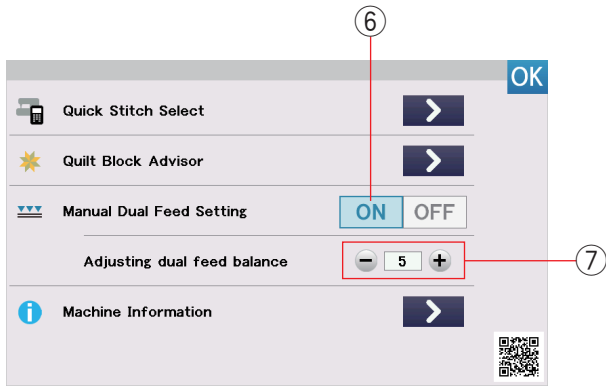 ⑥
OK
Quick Stitch Select
Quilt Block Advisor
Manual Dual Feed Setting ON OFF
Adjusting dual feed balance − 5 + ⑦
Machine Information